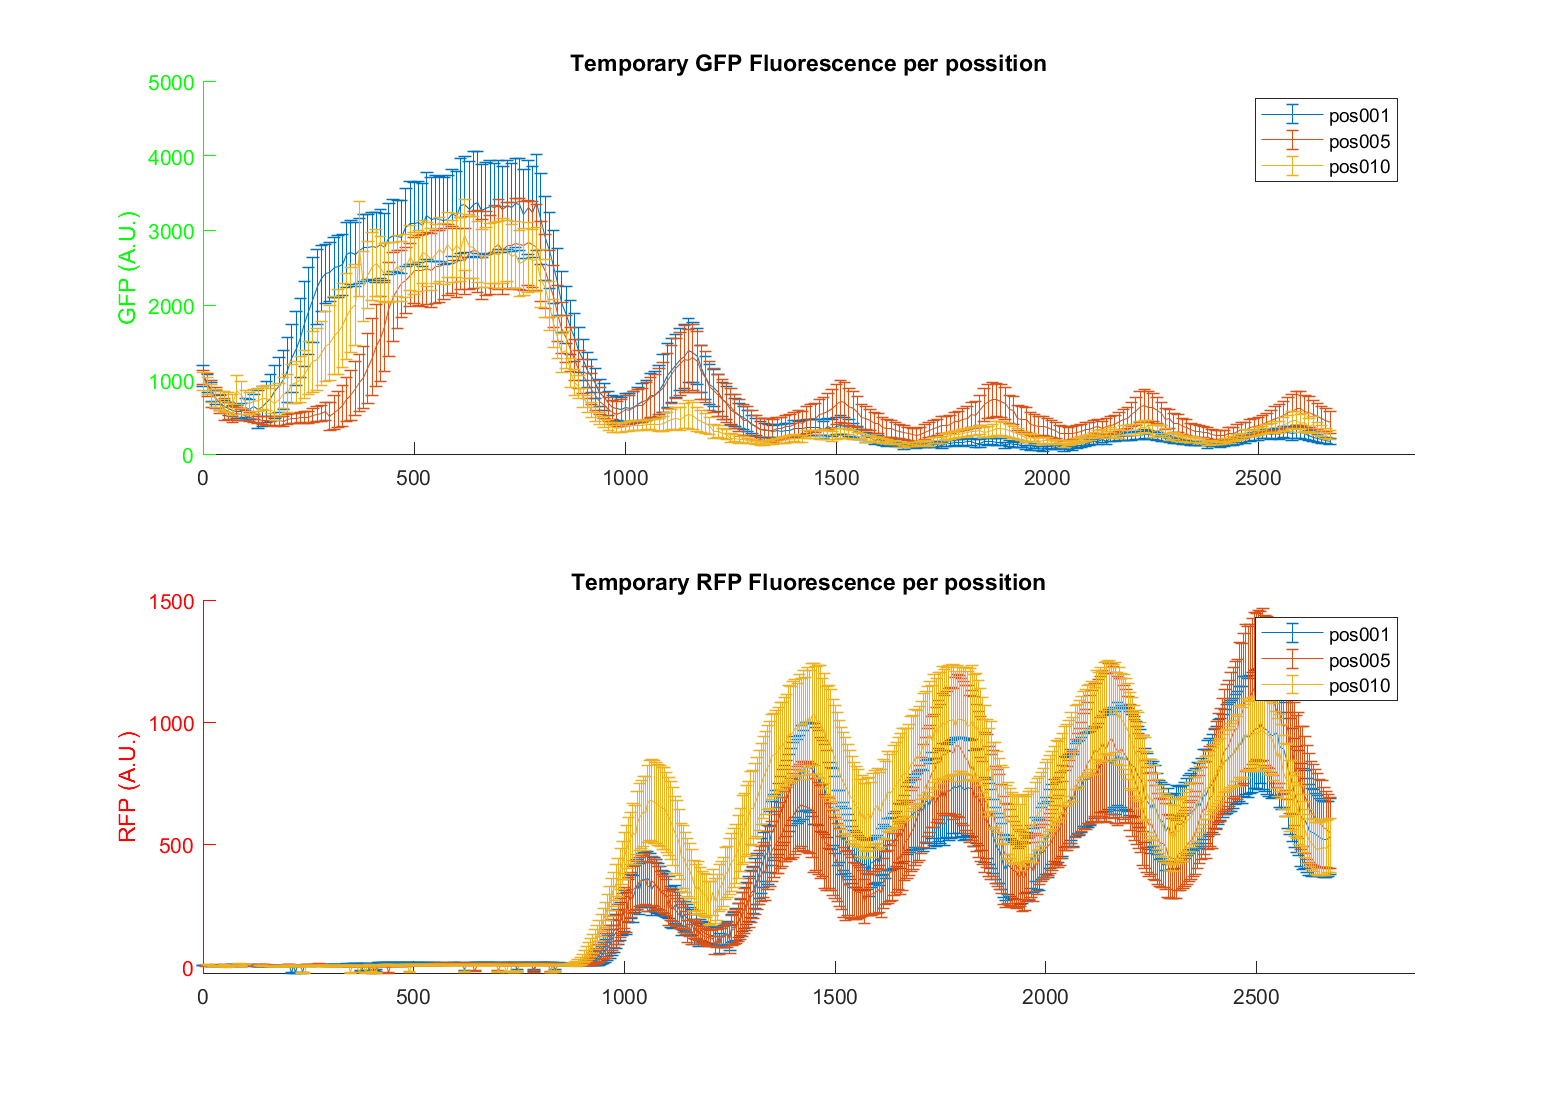 Temporary GFP Fluorescence per possition
5000
4000
3000
2000
1000
0
GFP (A.U.)
pos001
pos005
pos010
0 500 1000 1500 2000 2500
Temporary RFP Fluorescence per possition
1500
1000
500
0
RFP (A.U.)
pos001
pos005
pos010
0 500 1000 1500 2000 2500